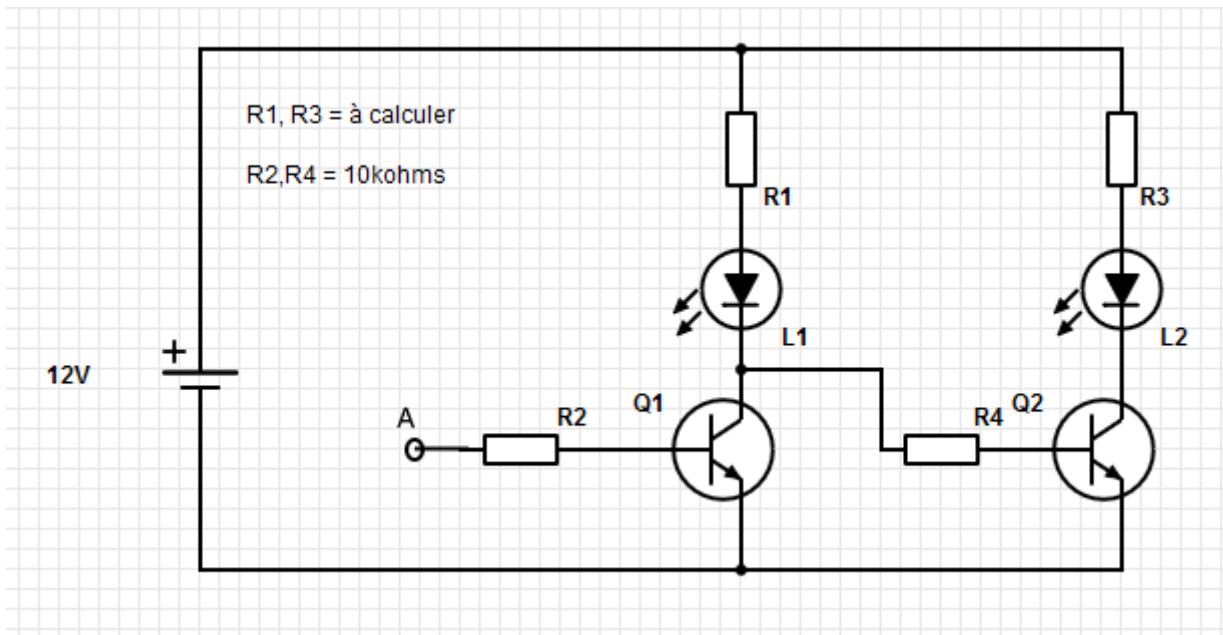 R1, R3 = à calculer
R2,R4 = 10kohms
R1
R3
L1
L2
+
12V
A
R2
Q1
R4
Q2